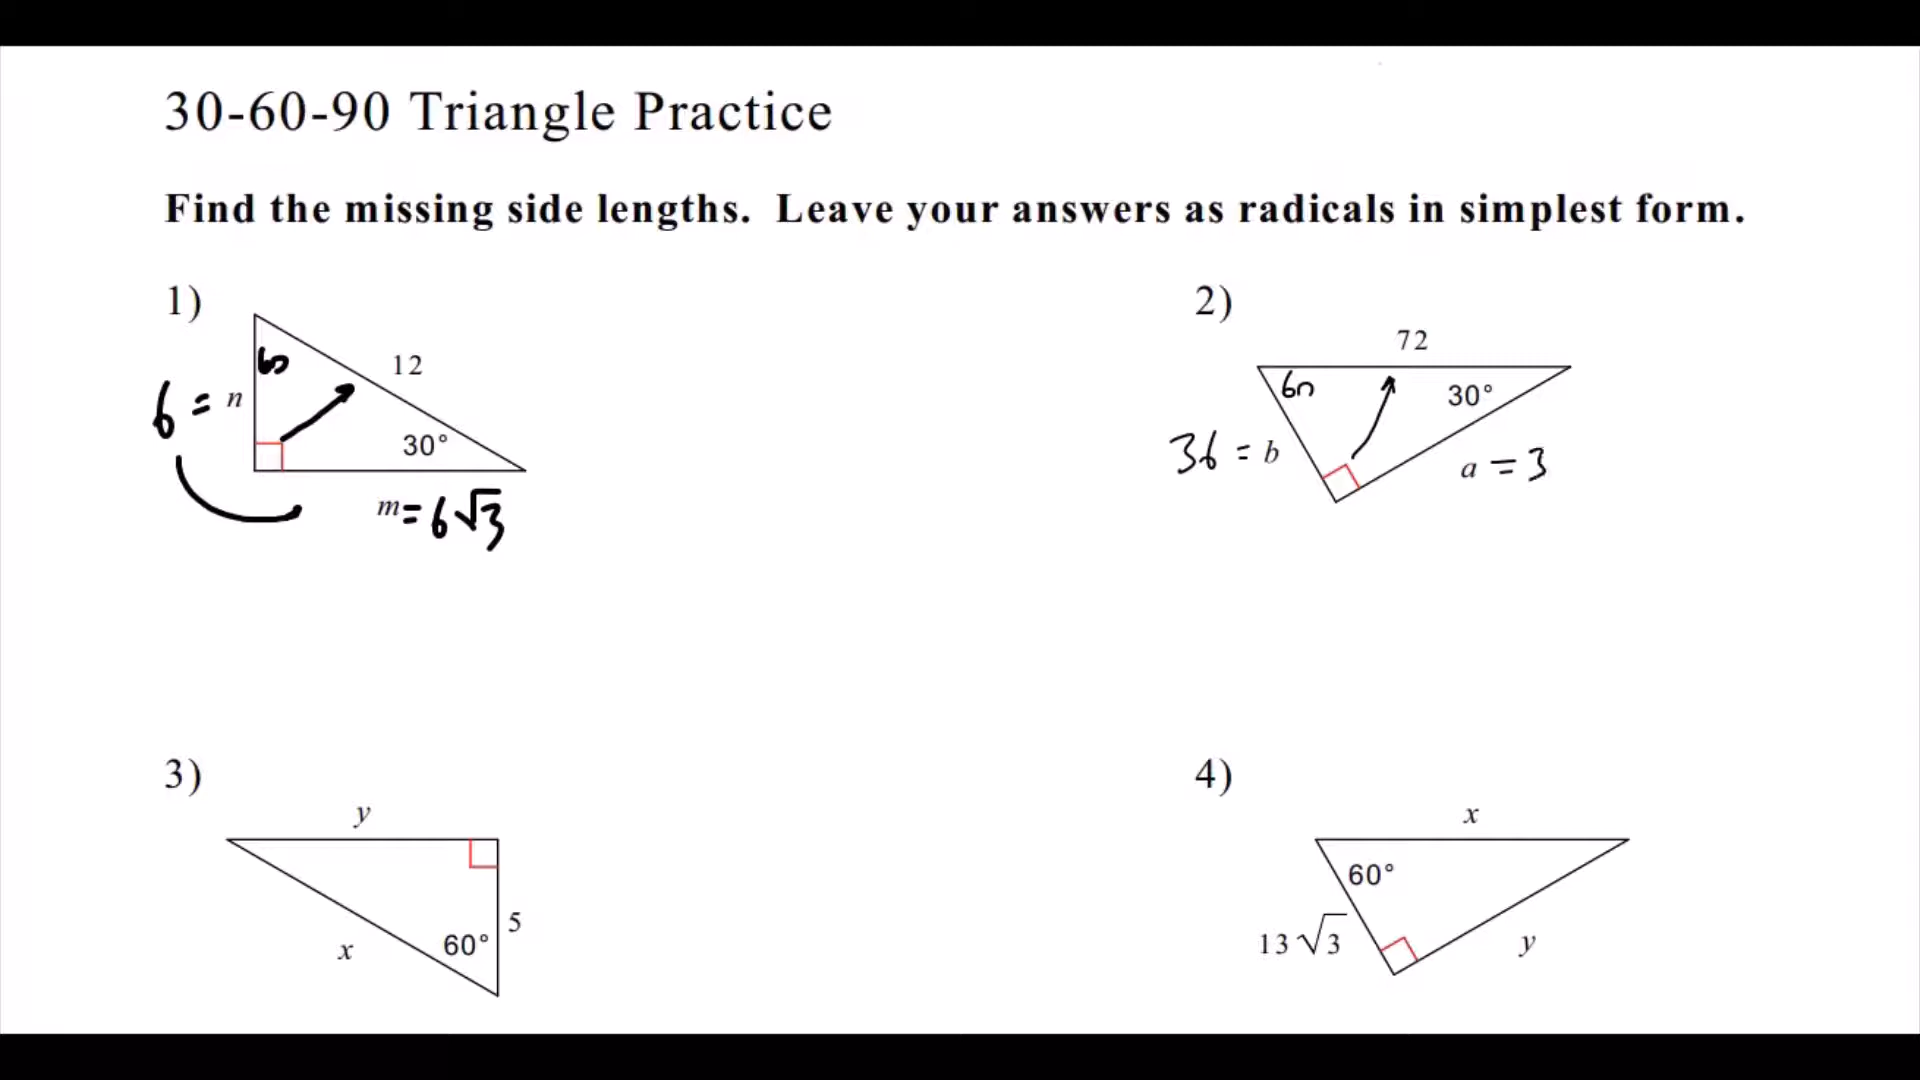 30-60-90 Triangle Practice
Find the missing side lengths. Leave your answers as radicals in simplest form.
1)
60
12
6 = n
30°
m = 6√3
2)
72
60
30°
36 = b
a = 3
3)
y
5
60°
x
4)
x
60°
13√3
y